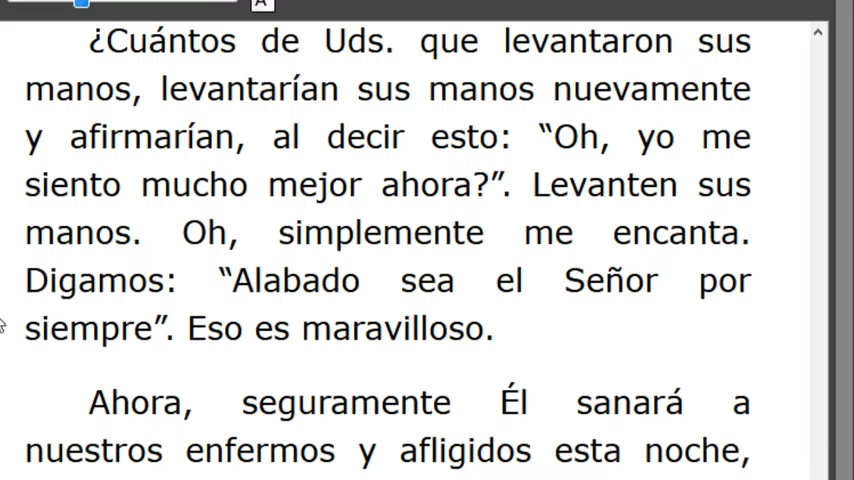 A
¿Cuántos de Uds. que levantaron sus
manos, levantarían sus manos nuevamente
y afirmarían, al decir esto: “Oh, yo me
siento mucho mejor ahora?”. Levanten sus
manos. Oh, simplemente me encanta.
Digamos: “Alabado sea el Señor por
siempre”. Eso es maravilloso.
Ahora, seguramente Él sanará a
nuestros enfermos y afligidos esta noche,